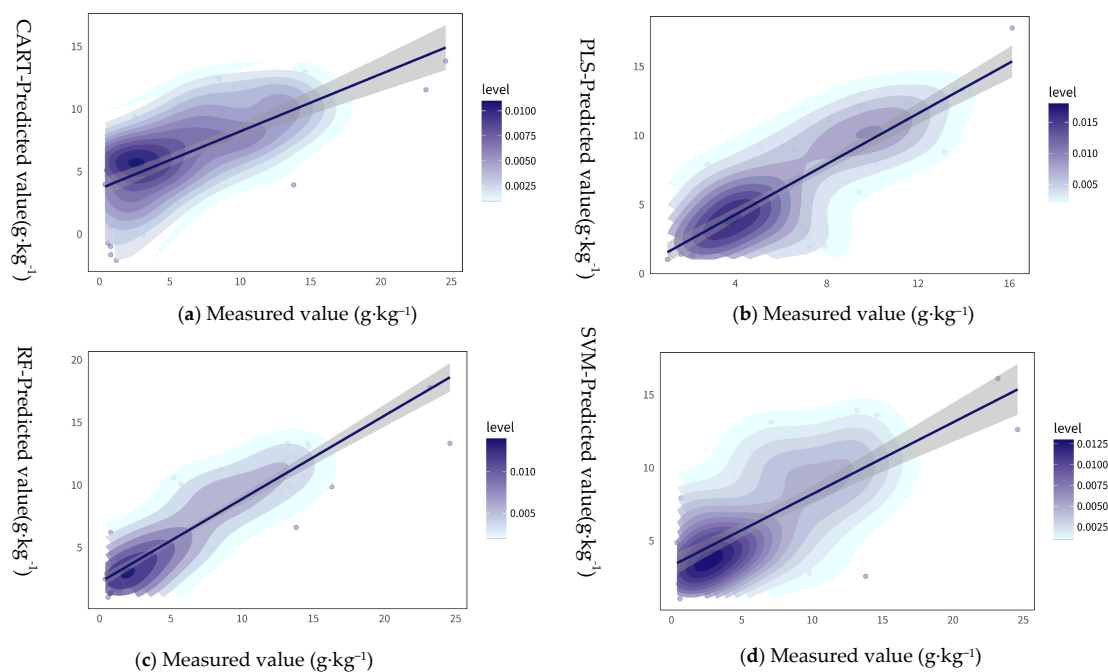 CART-Predicted value(g·kg⁻¹)
15
10
5
0
0 5 10 15 20 25
level
0.0100
0.0075
0.0050
0.0025
(a) Measured value (g·kg⁻¹)
PLS-Predicted value(g·kg⁻¹)
15
10
5
0
4 8 12 16
level
0.015
0.010
0.005
(b) Measured value (g·kg⁻¹)
RF-Predicted value(g·kg⁻¹)
20
15
10
5
0 5 10 15 20 25
level
0.010
0.005
(c) Measured value (g·kg⁻¹)
SVM-Predicted value(g·kg⁻¹)
15
10
5
0 5 10 15 20 25
level
0.0125
0.0100
0.0075
0.0050
0.0025
(d) Measured value (g·kg⁻¹)